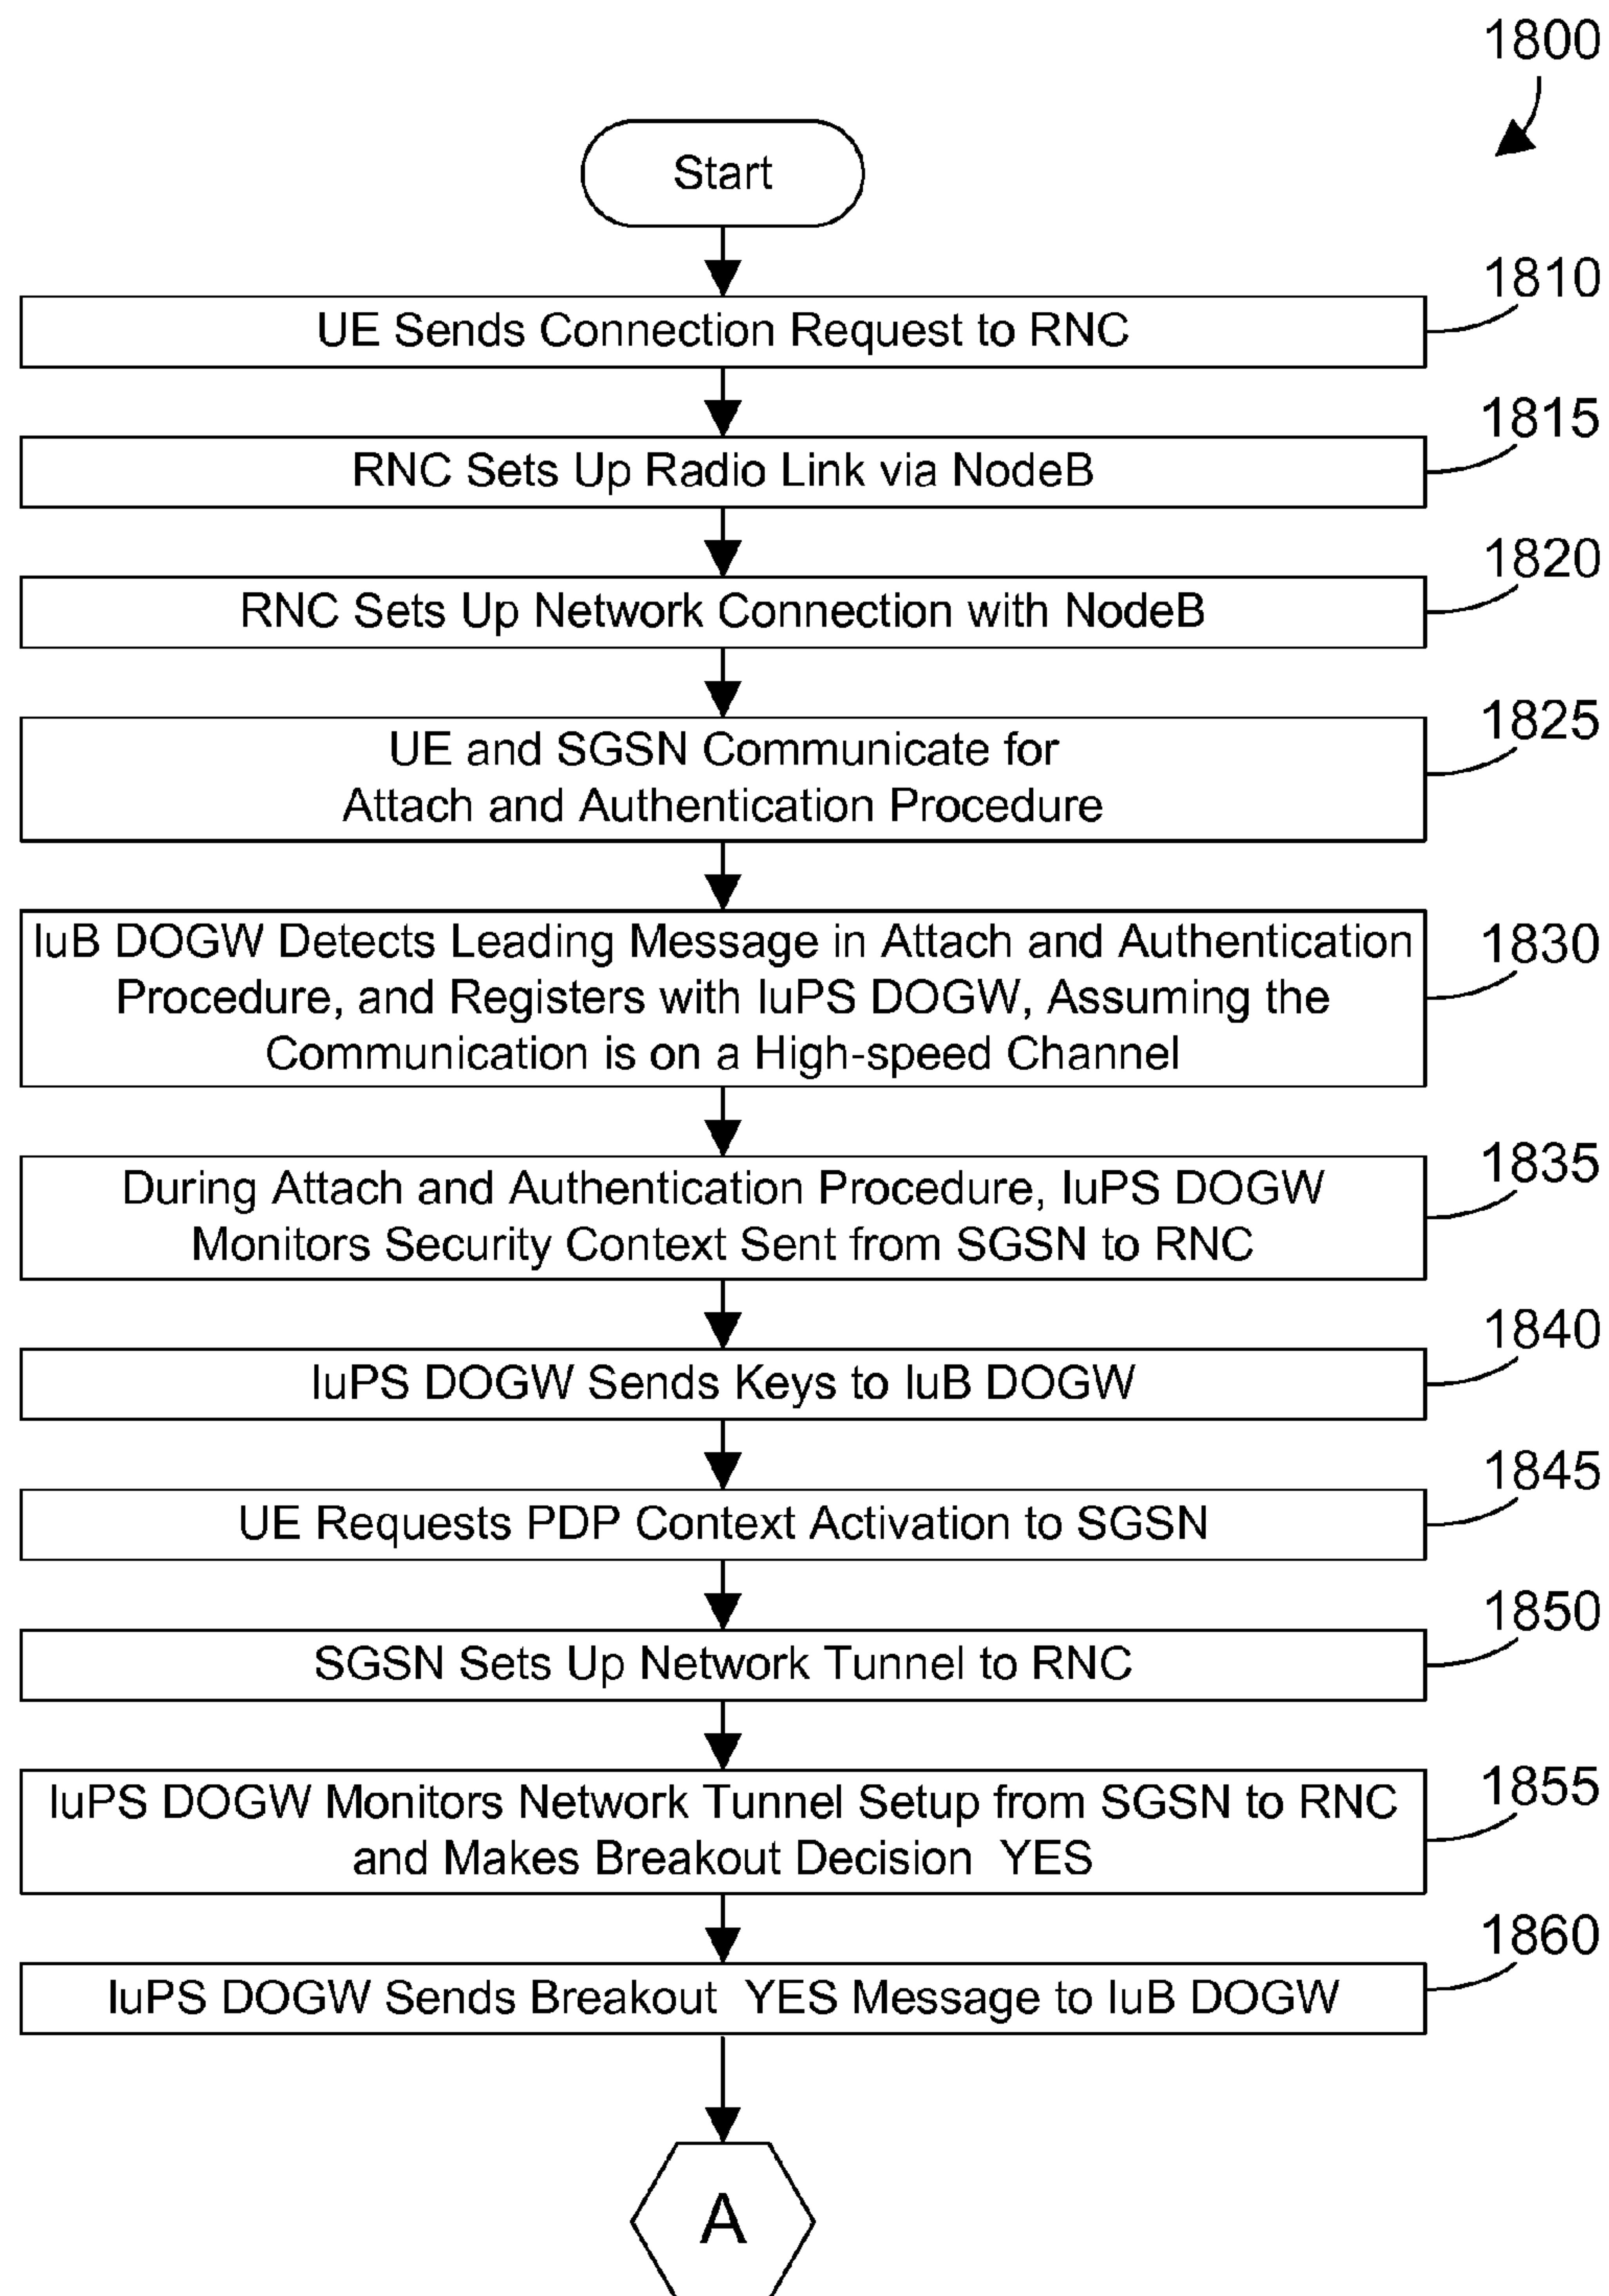 1800
Start
1810
UE Sends Connection Request to RNC
1815
RNC Sets Up Radio Link via NodeB
1820
RNC Sets Up Network Connection with NodeB
1825
UE and SGSN Communicate for
Attach and Authentication Procedure
1830
IuB DOGW Detects Leading Message in Attach and Authentication
Procedure, and Registers with IuPS DOGW, Assuming the
Communication is on a High-speed Channel
1835
During Attach and Authentication Procedure, IuPS DOGW
Monitors Security Context Sent from SGSN to RNC
1840
IuPS DOGW Sends Keys to IuB DOGW
1845
UE Requests PDP Context Activation to SGSN
1850
SGSN Sets Up Network Tunnel to RNC
1855
IuPS DOGW Monitors Network Tunnel Setup from SGSN to RNC
and Makes Breakout Decision YES
1860
IuPS DOGW Sends Breakout YES Message to IuB DOGW
A